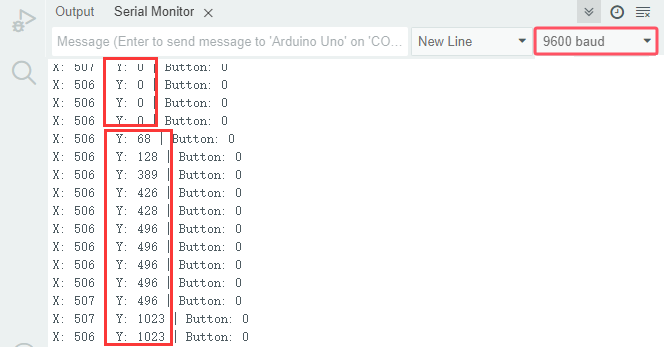 Output Serial Monitor ×
Message (Enter to send message to 'Arduino Uno' on 'CO... New Line 9600 baud
X: 507 Y: 0 | Button: 0
X: 506 Y: 0 | Button: 0
X: 506 Y: 0 | Button: 0
X: 506 Y: 0 | Button: 0
X: 506 Y: 68 | Button: 0
X: 506 Y: 128 | Button: 0
X: 506 Y: 389 | Button: 0
X: 506 Y: 426 | Button: 0
X: 506 Y: 428 | Button: 0
X: 506 Y: 496 | Button: 0
X: 506 Y: 496 | Button: 0
X: 506 Y: 496 | Button: 0
X: 506 Y: 496 | Button: 0
X: 507 Y: 496 | Button: 0
X: 507 Y: 1023 | Button: 0
X: 506 Y: 1023 | Button: 0